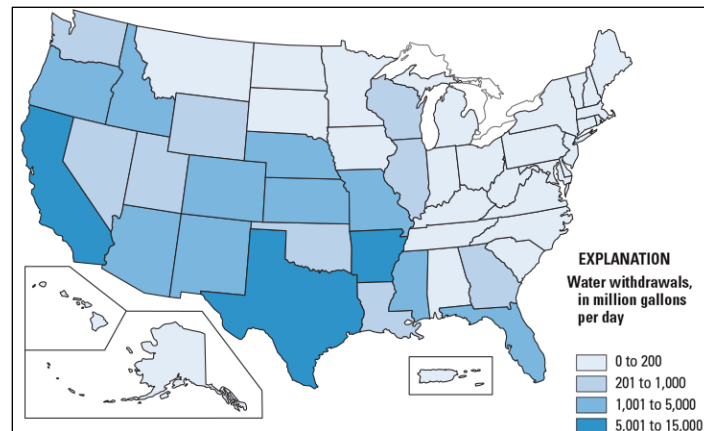 EXPLANATION
Water withdrawals,
in million gallons
per day
0 to 200
201 to 1,000
1,001 to 5,000
5,001 to 15,000